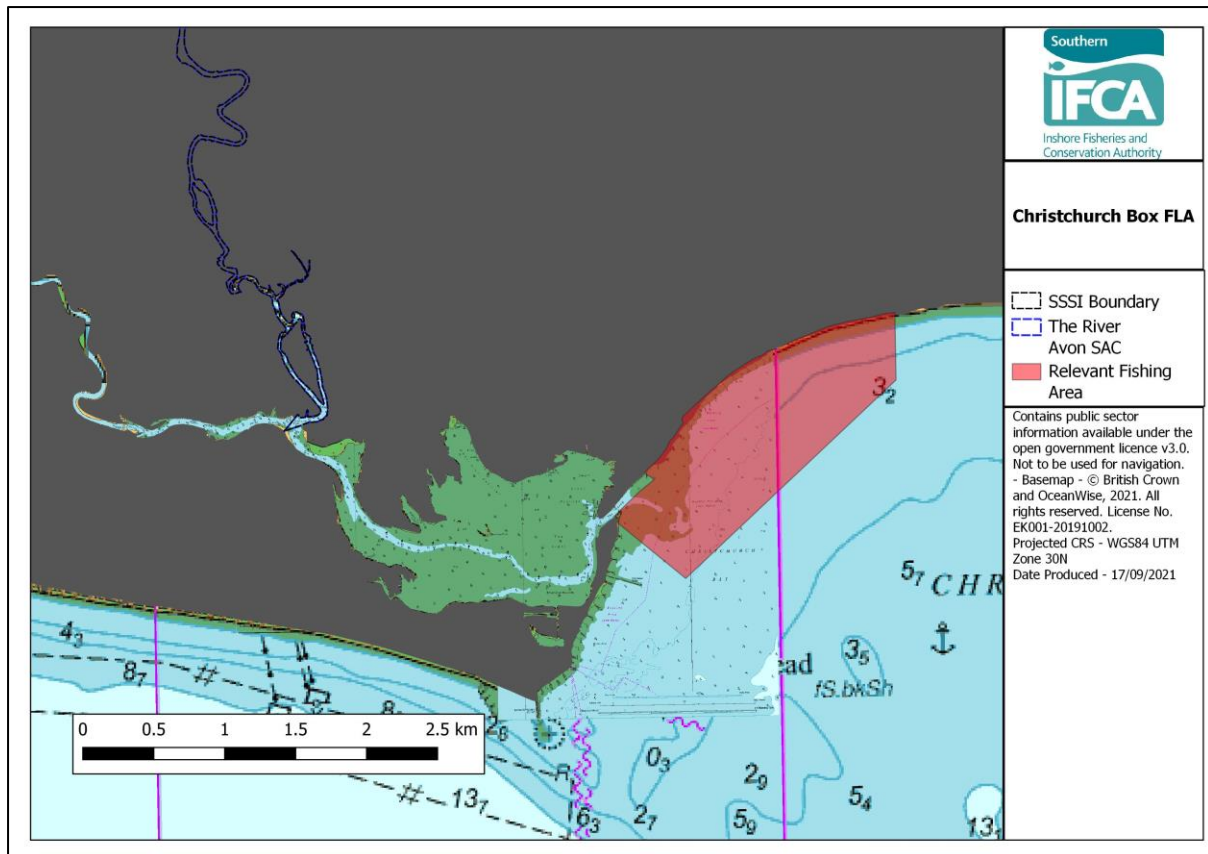 Southern
IFCA
Inshore Fisheries and
Conservation Authority
Christchurch Box FLA
SSSI Boundary
The River
Avon SAC
Relevant Fishing
Area
Contains public sector
information available under the
open government licence v3.0.
Not to be used for navigation.
- Basemap - © British Crown
and OceanWise, 2021. All
rights reserved. License No.
EK001-20191002.
Projected CRS - WGS84 UTM
Zone 30N
Date Produced - 17/09/2021
3₂
5₇ CHR
3₅
ead
fS.bkSh
4₃
8₇
#
0 0.5 1 1.5 2 2.5 km
0₃
2₉
5₄
#
13₇
6₃
2₇
5₉